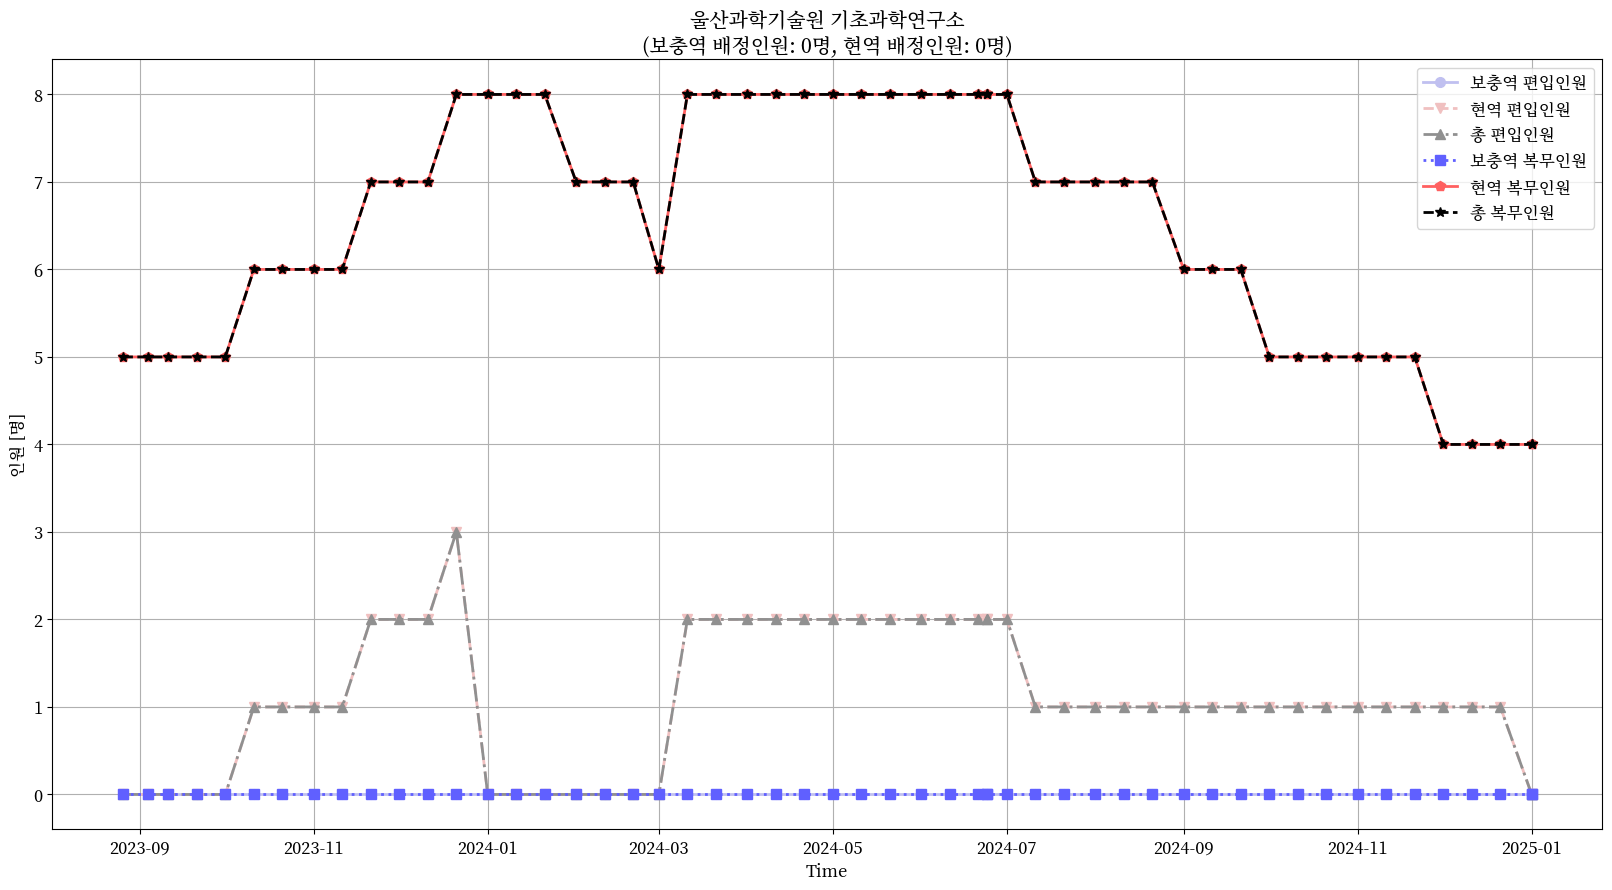 울산과학기술원 기초과학연구소
(보충역 배정인원: 0명, 현역 배정인원: 0명)
보충역 편입인원
현역 편입인원
총 편입인원
보충역 복무인원
현역 복무인원
총 복무인원
인원 [명]
8
7
6
5
4
3
2
1
0
2023-09
2023-11
2024-01
2024-03
2024-05
2024-07
2024-09
2024-11
2025-01
Time